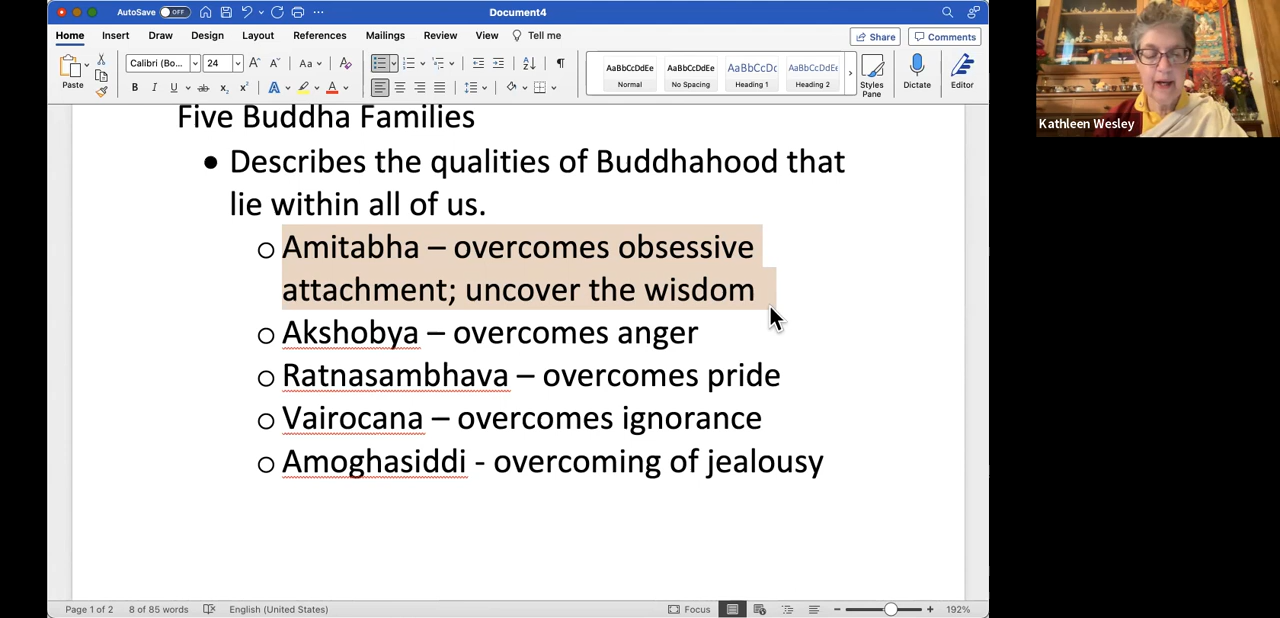 AutoSave OFF Document4
Home Insert Draw Design Layout References Mailings Review View Tell me Share Comments
Calibri (Bo... 24 Aa AaBbCcDdEe AaBbCcDdEe AaBbCcDc AaBbCcDdEe
Paste B I U ab x2 x2 A A Normal No Spacing Heading 1 Heading 2 Styles Pane Dictate Editor
Kathleen Wesley
Five Buddha Families
• Describes the qualities of Buddhahood that
lie within all of us.
o Amitabha – overcomes obsessive
attachment; uncover the wisdom
o Akshobya – overcomes anger
o Ratnasambhava – overcomes pride
o Vairocana – overcomes ignorance
o Amoghasiddi - overcoming of jealousy
Page 1 of 2 8 of 85 words English (United States) Focus 192%